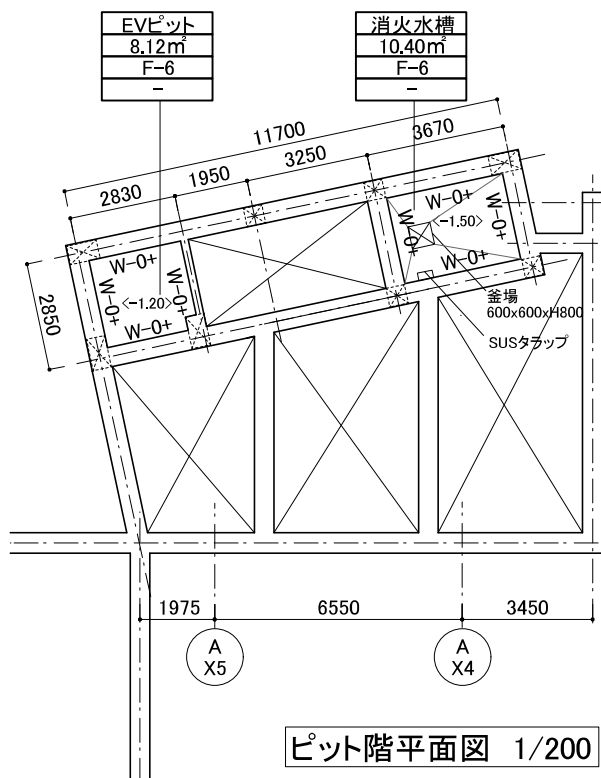 EVピット
8.12㎡
F-6
-
消火水槽
10.40㎡
F-6
-
11700
2830
1950
3250
3670
2850
W-0+
W-0+
W-0+
W-0+
<-1.20>
W-0+
W-0+
W-0+
<-1.50>
釜場
600x600xH800
SUSタラップ
1975
6550
3450
A
X5
A
X4
ピット階平面図 1/200